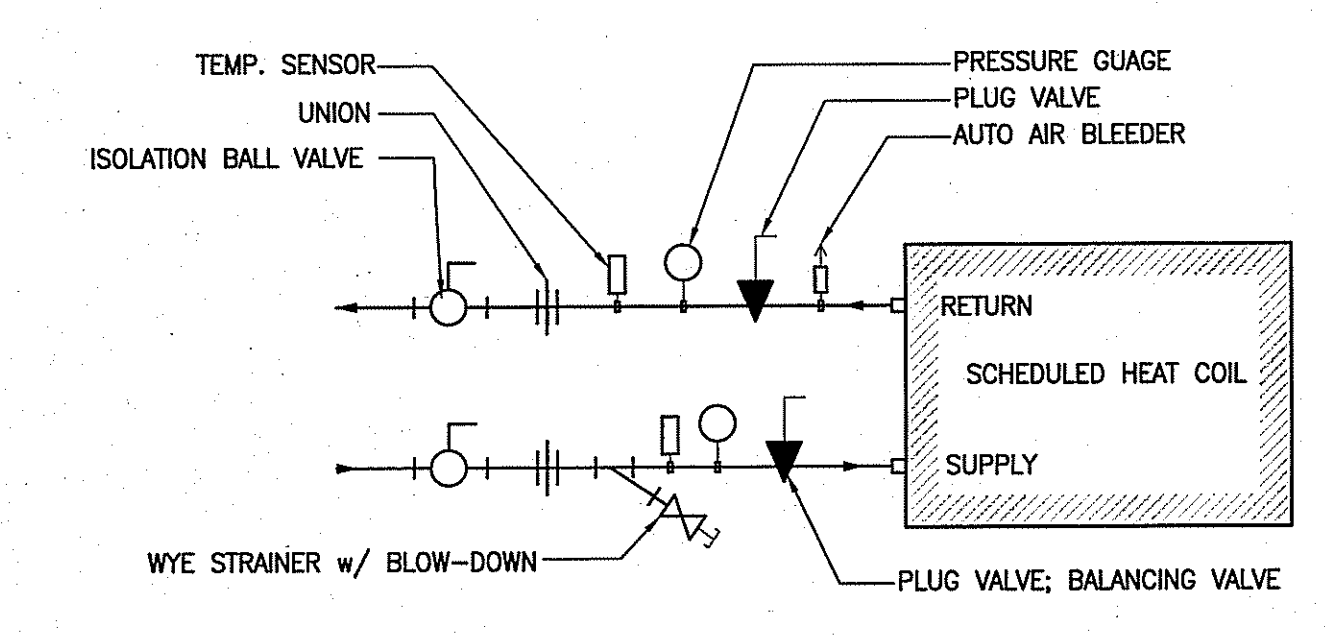 TEMP. SENSOR
PRESSURE GUAGE
UNION
PLUG VALVE
ISOLATION BALL VALVE
AUTO AIR BLEEDER
RETURN
SCHEDULED HEAT COIL
SUPPLY
WYE STRAINER w/ BLOW-DOWN
PLUG VALVE; BALANCING VALVE